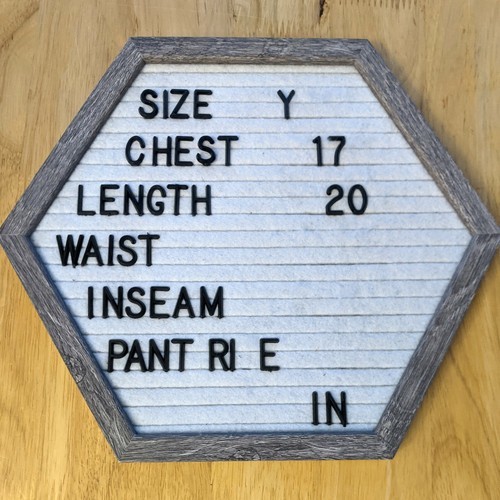 SIZE Y
CHEST 17
LENGTH 20
WAIST
INSEAM
PANT RI E
IN